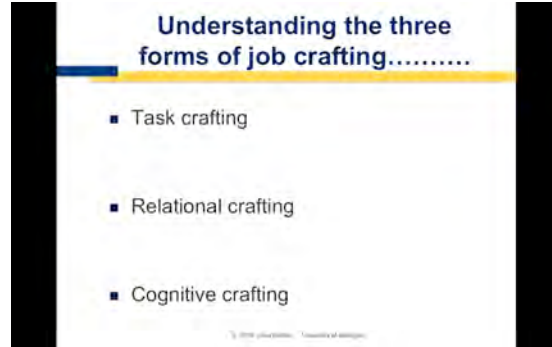 Understanding the three
forms of job crafting..........
Task crafting
Relational crafting
Cognitive crafting